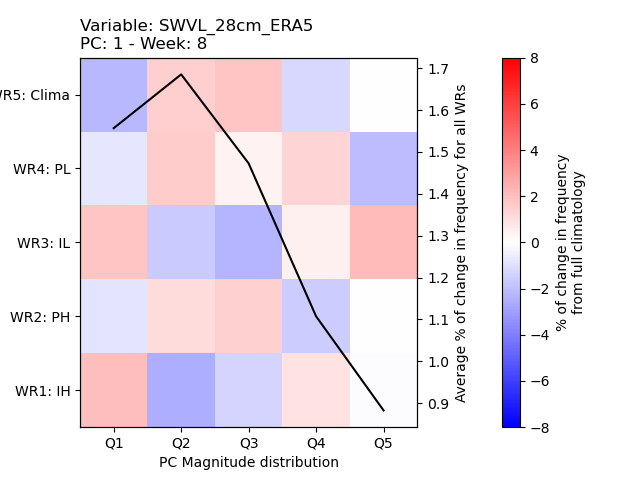 Variable: SWVL_28cm_ERA5
PC: 1 - Week: 8
WR5: Clima
WR4: PL
WR3: IL
WR2: PH
WR1: IH
Q1 Q2 Q3 Q4 Q5
PC Magnitude distribution
1.7
1.6
1.5
1.4
1.3
1.2
1.1
1.0
0.9
Average % of change in frequency for all WRs
8
6
4
2
0
−2
−4
−6
−8
% of change in frequency
from full climatology